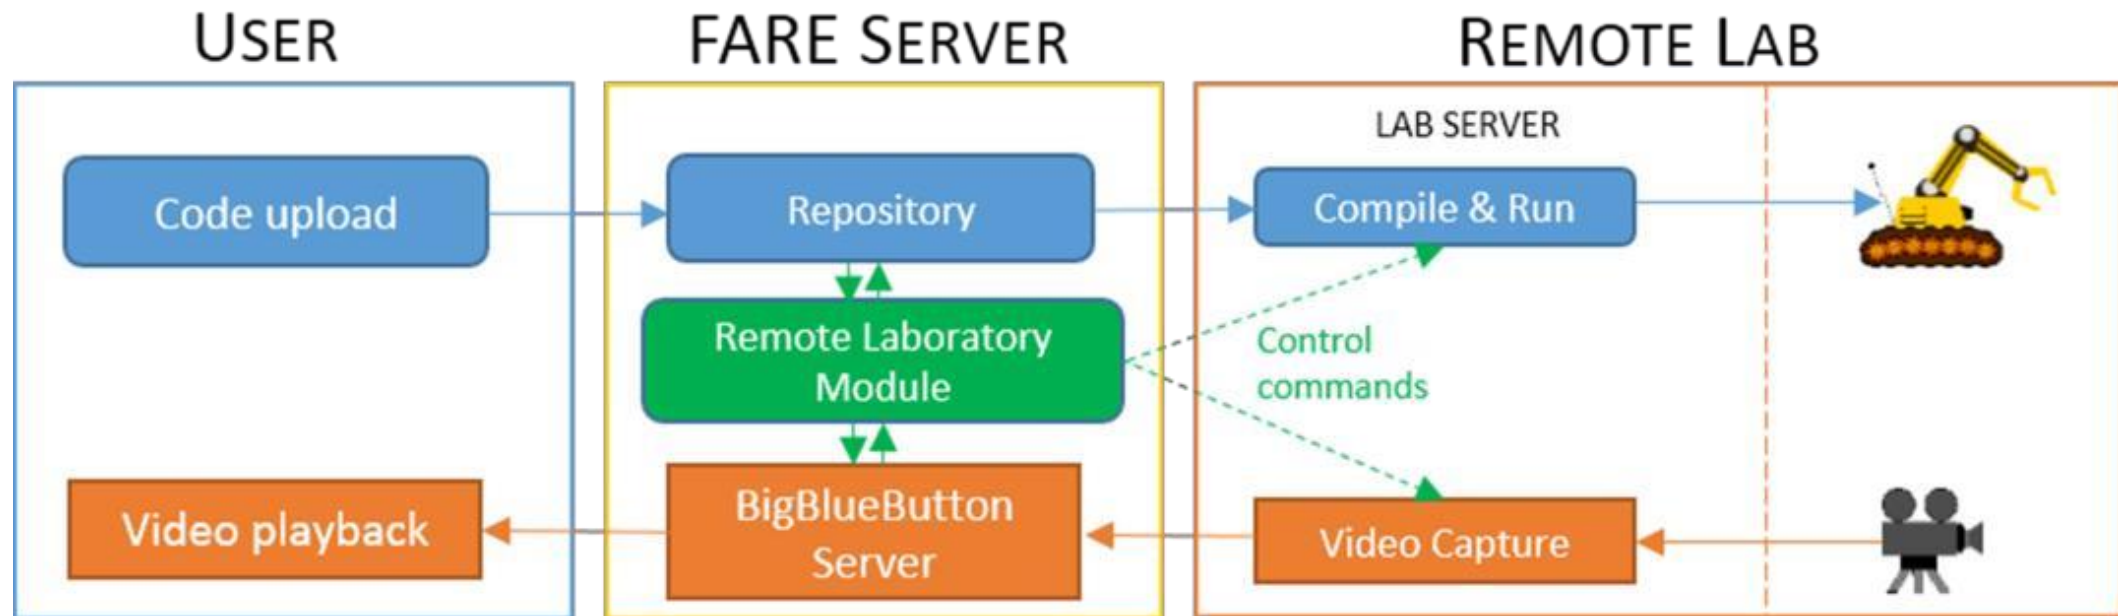 USER
FARE SERVER
REMOTE LAB
LAB SERVER
Code upload
Repository
Compile & Run
Remote Laboratory
Module
Control
commands
Video playback
BigBlueButton
Server
Video Capture